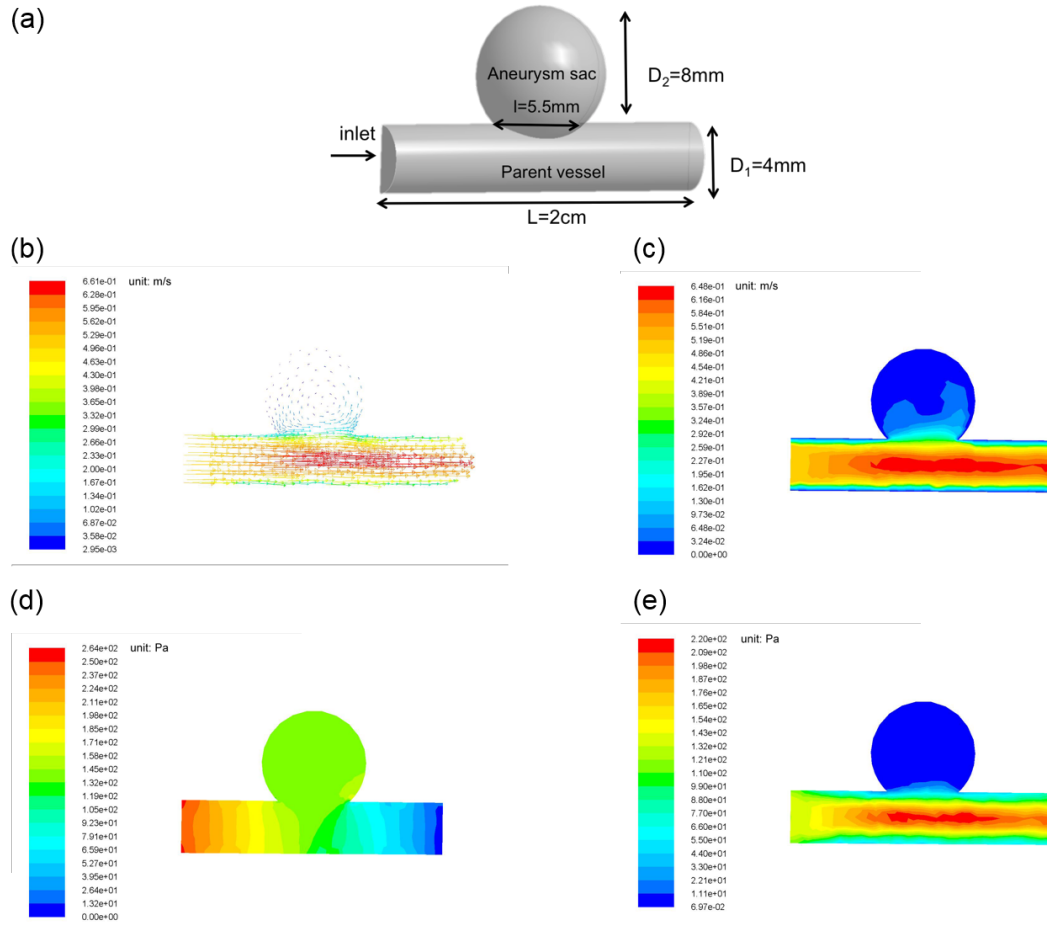 (a)
Aneurysm sac
D₂=8mm
l=5.5mm
inlet
Parent vessel
D₁=4mm
L=2cm
(b)
6.61e-01
unit: m/s
6.28e-01
5.95e-01
5.62e-01
5.29e-01
4.96e-01
4.63e-01
4.30e-01
3.98e-01
3.65e-01
3.32e-01
2.99e-01
2.66e-01
2.33e-01
2.00e-01
1.67e-01
1.34e-01
1.02e-01
6.87e-02
3.58e-02
2.95e-03
(c)
6.48e-01
unit: m/s
6.16e-01
5.84e-01
5.51e-01
5.19e-01
4.86e-01
4.54e-01
4.21e-01
3.89e-01
3.57e-01
3.24e-01
2.92e-01
2.59e-01
2.27e-01
1.95e-01
1.62e-01
1.30e-01
9.73e-02
6.48e-02
3.24e-02
0.00e+00
(d)
2.64e+02
unit: Pa
2.50e+02
2.37e+02
2.24e+02
2.11e+02
1.98e+02
1.85e+02
1.71e+02
1.58e+02
1.45e+02
1.32e+02
1.19e+02
1.05e+02
9.23e+01
7.91e+01
6.59e+01
5.27e+01
3.95e+01
2.64e+01
1.32e+01
0.00e+00
(e)
2.20e+02
unit: Pa
2.09e+02
1.98e+02
1.87e+02
1.76e+02
1.65e+02
1.54e+02
1.43e+02
1.32e+02
1.21e+02
1.10e+02
9.90e+01
8.80e+01
7.70e+01
6.60e+01
5.50e+01
4.40e+01
3.30e+01
2.21e+01
1.11e+01
6.97e-02